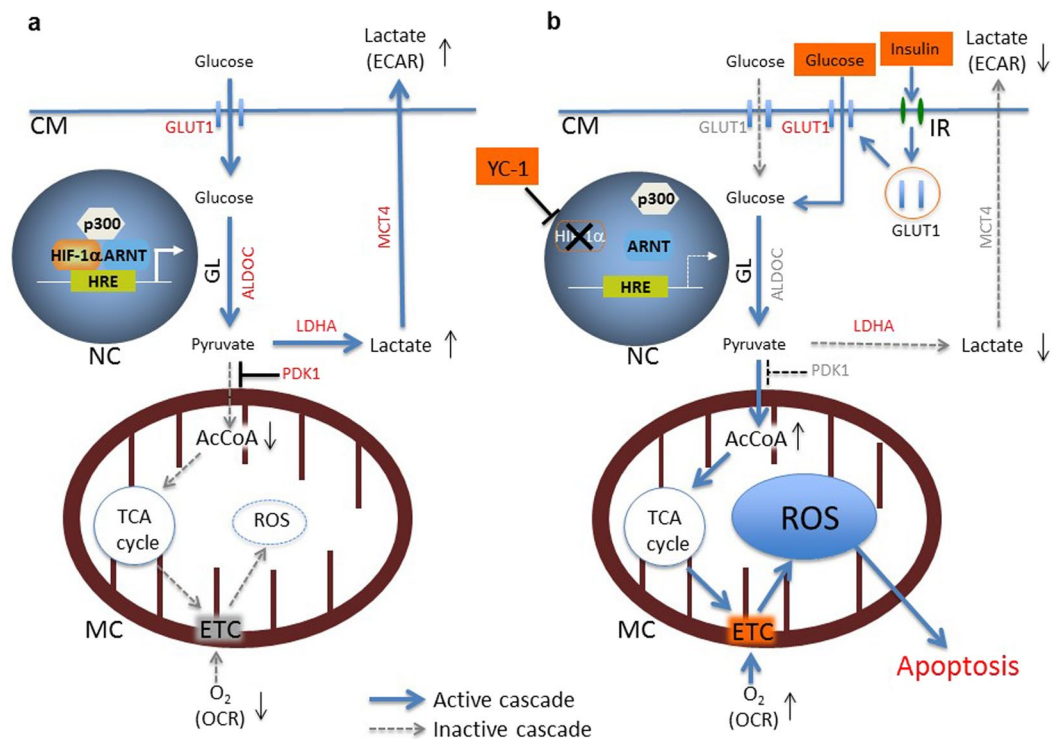 a
Lactate
(ECAR)
Glucose
CM
GLUT1
Glucose
p300
HIF-1α
ARNT
HRE
NC
GL
ALDOC
MCT4
LDHA
Pyruvate
Lactate
PDK1
AcCoA
TCA
cycle
ROS
MC
ETC
O2
(OCR)
b
Glucose
Glucose
Insulin
Lactate
(ECAR)
CM
GLUT1
GLUT1
IR
YC-1
GLUT1
Glucose
p300
HIF-1α
ARNT
HRE
NC
GL
ALDOC
MCT4
LDHA
Pyruvate
Lactate
PDK1
AcCoA
TCA
cycle
ROS
MC
ETC
Apoptosis
O2
(OCR)
Active cascade
Inactive cascade